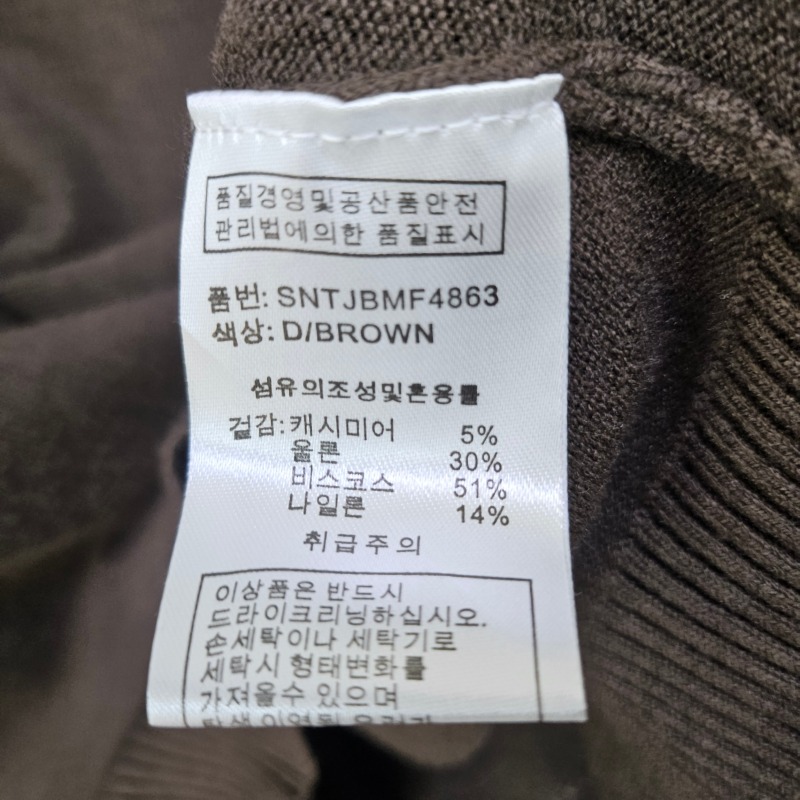 품질경영및공산품안전
관리법에의한 품질표시
품번: SNTJBMF4863
색상: D/BROWN
섬유의조성및혼용률
겉감:캐시미어 5%
울론 30%
비스코스 51%
나일론 14%
취급주의
이상품은 반드시
드라이크리닝하십시오.
손세탁이나 세탁기로
세탁시 형태변화를
가져올수 있으며